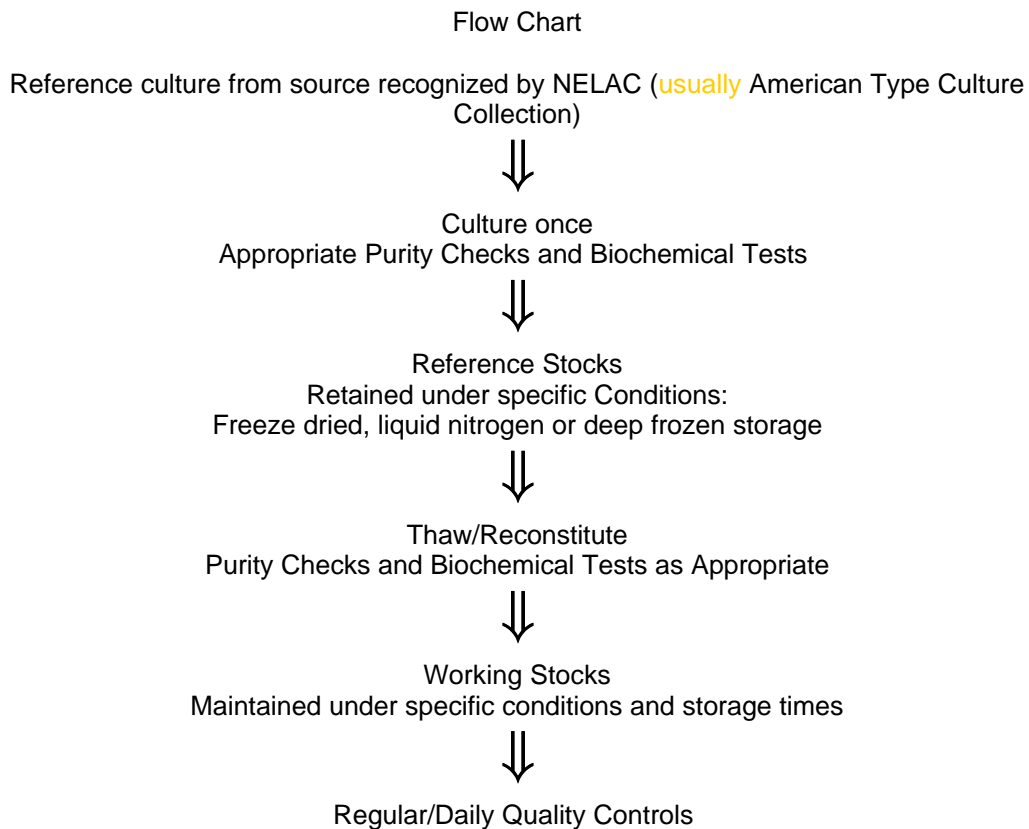 Flow Chart
Reference culture from source recognized by NELAC (usually American Type Culture
Collection)
Culture once
Appropriate Purity Checks and Biochemical Tests
Reference Stocks
Retained under specific Conditions:
Freeze dried, liquid nitrogen or deep frozen storage
Thaw/Reconstitute
Purity Checks and Biochemical Tests as Appropriate
Working Stocks
Maintained under specific conditions and storage times
Regular/Daily Quality Controls